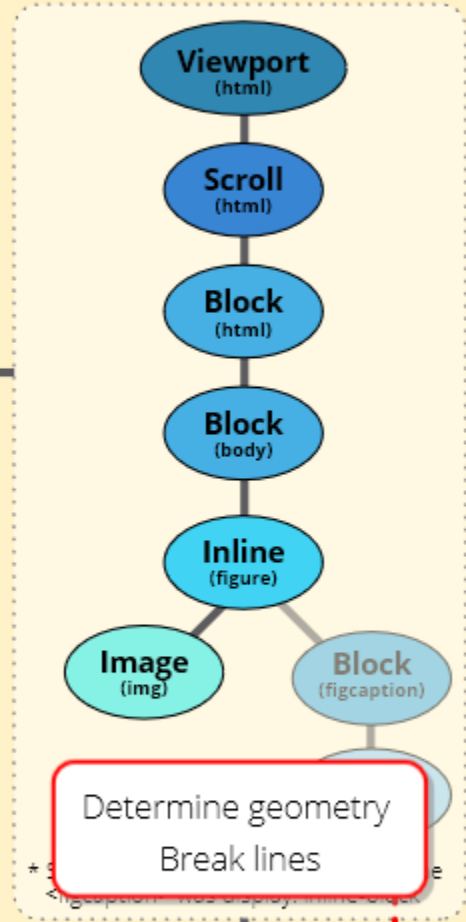 Viewport
(html)
Scroll
(html)
Block
(html)
Block
(body)
Inline
(figure)
Image
(img)
Block
(figcaption)
Determine geometry
Break lines
*